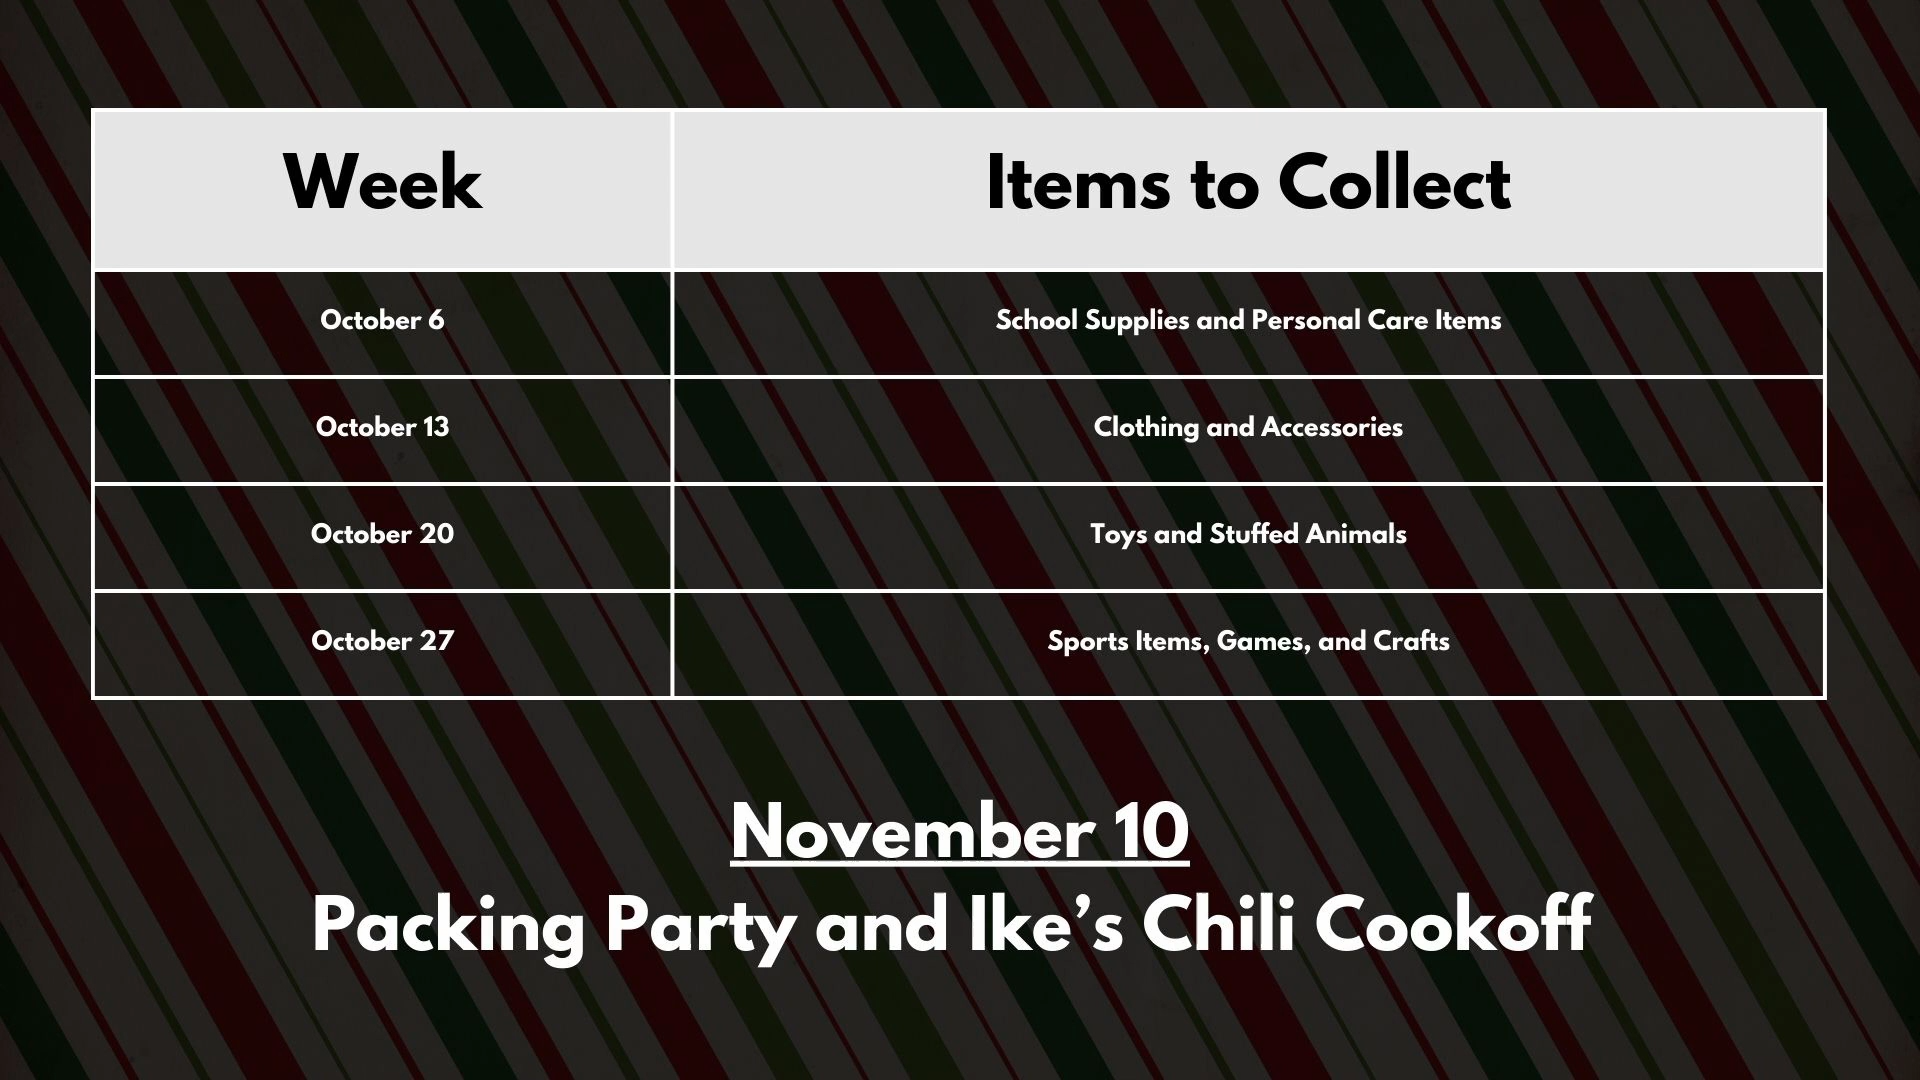 Week
Items to Collect
October 6
School Supplies and Personal Care Items
October 13
Clothing and Accessories
October 20
Toys and Stuffed Animals
October 27
Sports Items, Games, and Crafts
November 10
Packing Party and Ike’s Chili Cookoff